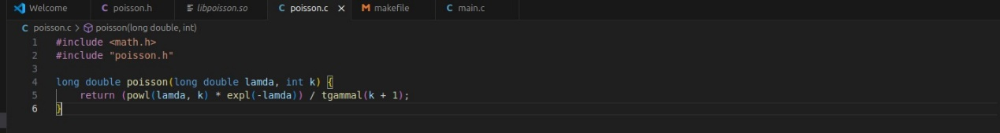 Welcome C poisson.h libpoisson.so C poisson.c × M makefile C main.c
C poisson.c > poisson(long double, int)
1 #include <math.h>
2 #include "poisson.h"
3
4 long double poisson(long double lamda, int k) {
5 return (powl(lamda, k) * expl(-lamda)) / tgammal(k + 1);
6 }